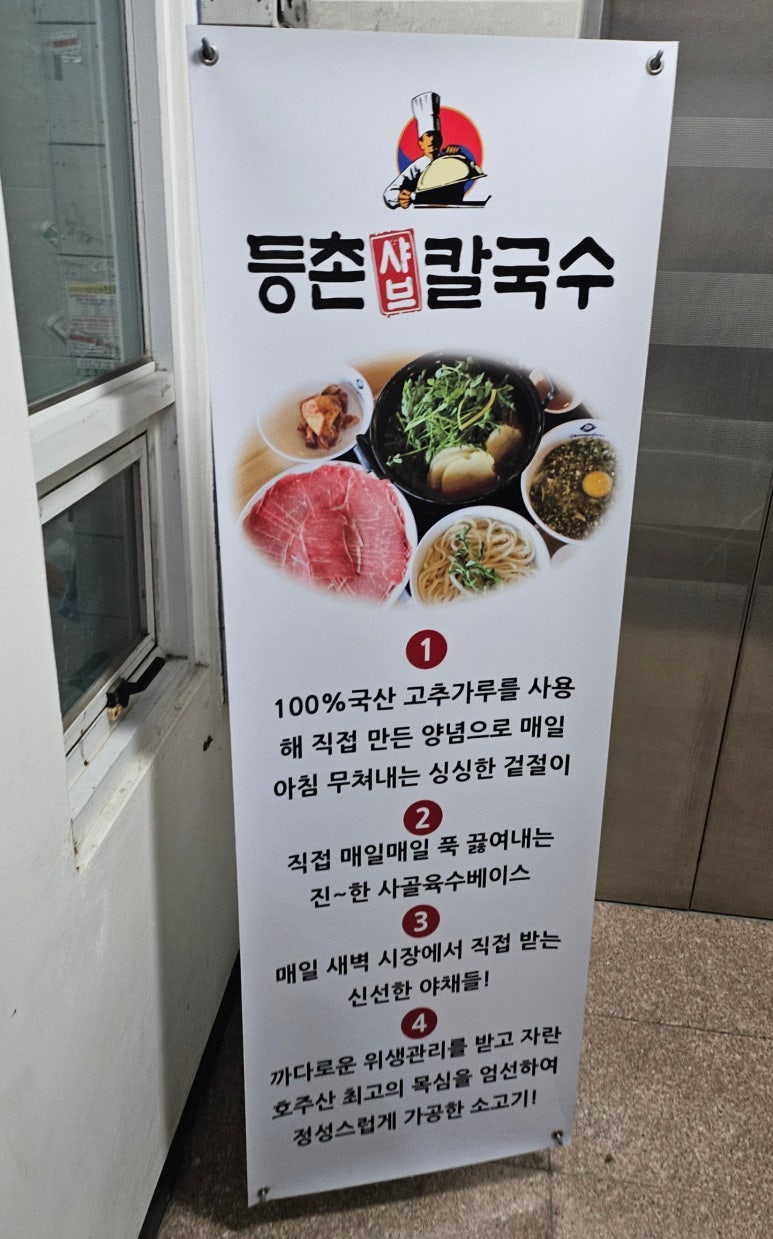 등촌샤브칼국수
1
100%국산 고추가루를 사용
해 직접 만든 양념으로 매일
아침 무쳐내는 싱싱한 겉절이
2
직접 매일매일 푹 끓여내는
진~한 사골육수베이스
3
매일 새벽 시장에서 직접 받는
신선한 야채들!
4
까다로운 위생관리를 받고 자란
호주산 최고의 목심을 엄선하여
정성스럽게 가공한 소고기!